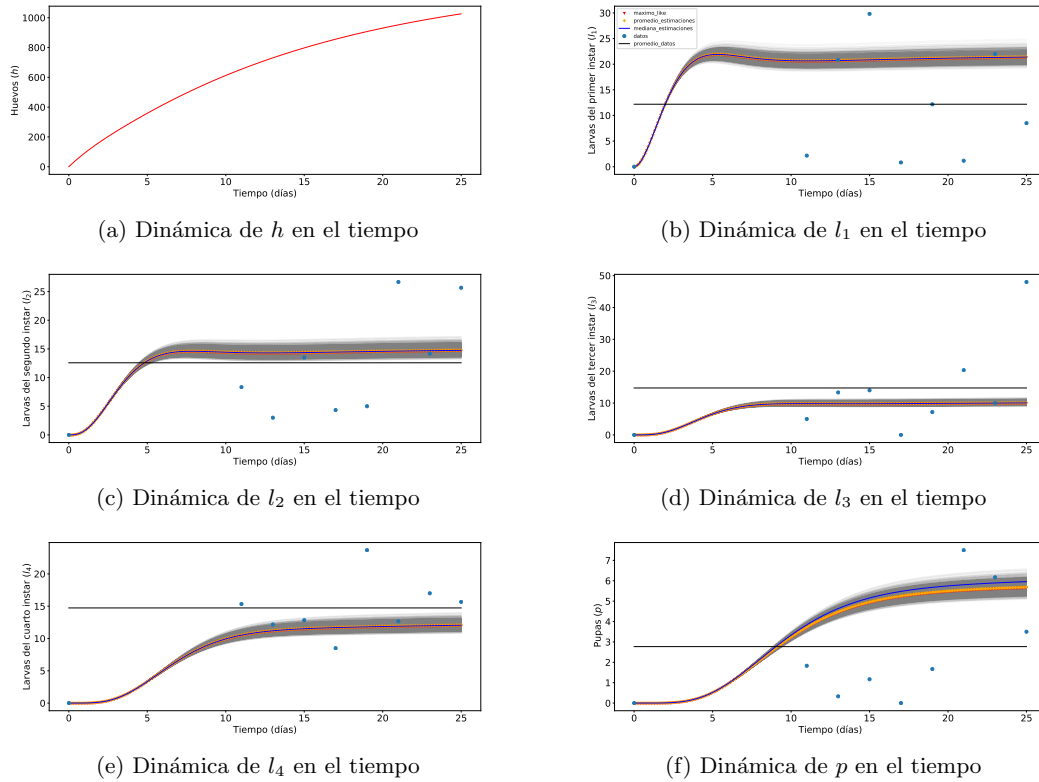 1000
800
600
400
200
0
Huevos (h)
0 5 10 15 20 25
Tiempo (días)
(a) Dinámica de h en el tiempo
30
25
20
15
10
5
0
Larvas del primer instar (l₁)
maximo_like
promedio_estimaciones
mediana_estimaciones
datos
promedio_datos
0 5 10 15 20 25
Tiempo (días)
(b) Dinámica de l₁ en el tiempo
25
20
15
10
5
0
Larvas del segundo instar (l₂)
0 5 10 15 20 25
Tiempo (días)
(c) Dinámica de l₂ en el tiempo
50
40
30
20
10
0
Larvas del tercer instar (l₃)
0 5 10 15 20 25
Tiempo (días)
(d) Dinámica de l₃ en el tiempo
20
15
10
5
0
Larvas del cuarto instar (l₄)
0 5 10 15 20 25
Tiempo (días)
(e) Dinámica de l₄ en el tiempo
7
6
5
4
3
2
1
0
Pupas (p)
0 5 10 15 20 25
Tiempo (días)
(f) Dinámica de p en el tiempo